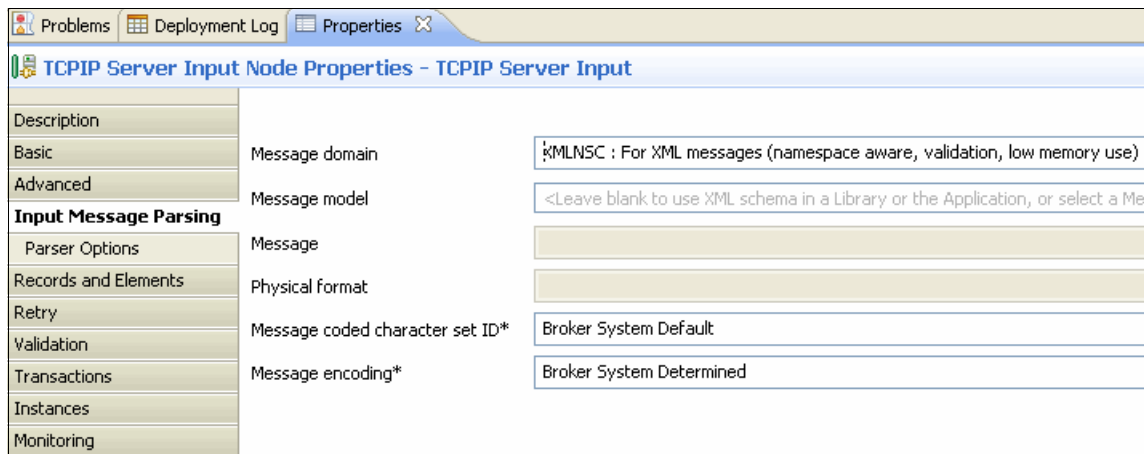 Problems Deployment Log Properties
TCPIP Server Input Node Properties - TCPIP Server Input
Description
Basic
Advanced
Input Message Parsing
Parser Options
Records and Elements
Retry
Validation
Transactions
Instances
Monitoring
Message domain XMLNSC : For XML messages (namespace aware, validation, low memory use)
Message model <Leave blank to use XML schema in a Library or the Application, or select a Me
Message
Physical format
Message coded character set ID* Broker System Default
Message encoding* Broker System Determined